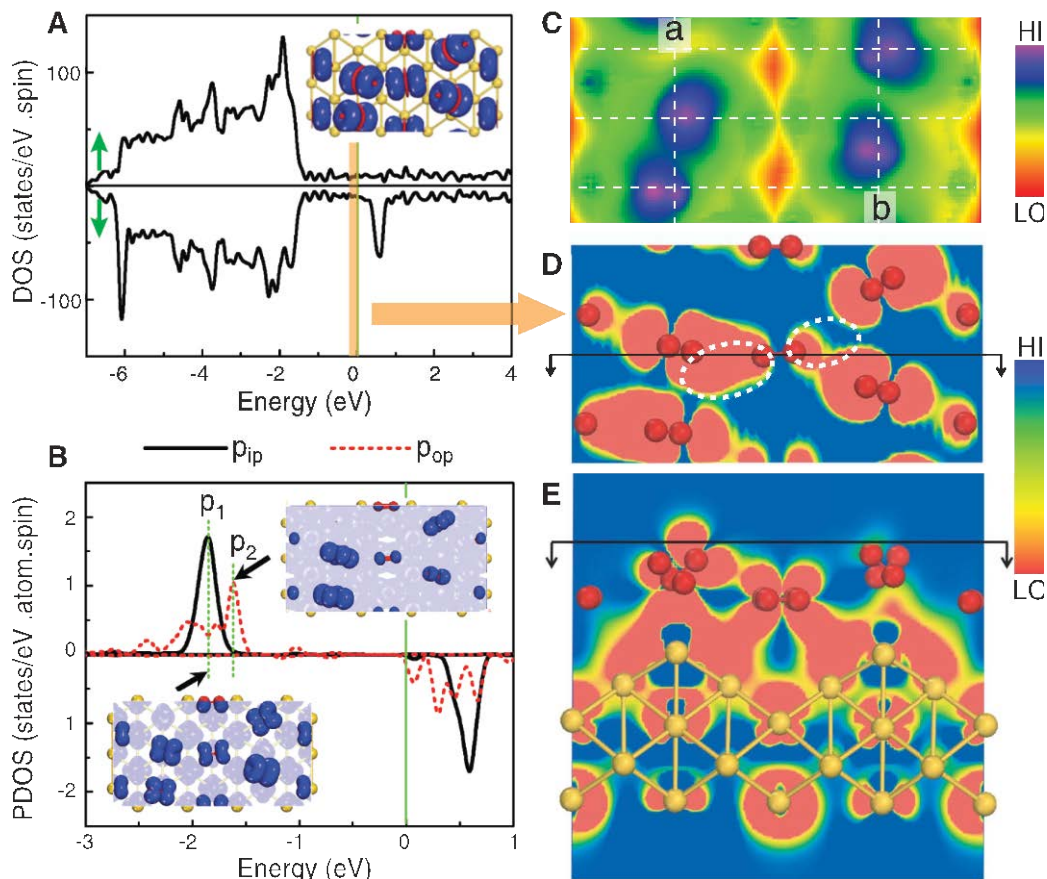 A
DOS (states/eV .spin)
100
-100
-6
-4
-2
0
2
4
Energy (eV)
B
p_ip
p_op
PDOS (states/eV .atom.spin)
2
1
0
1
-2
p_1
p_2
-3
-2
-1
0
1
Energy (eV)
C
a
b
HI
LO
D
E
HI
LO